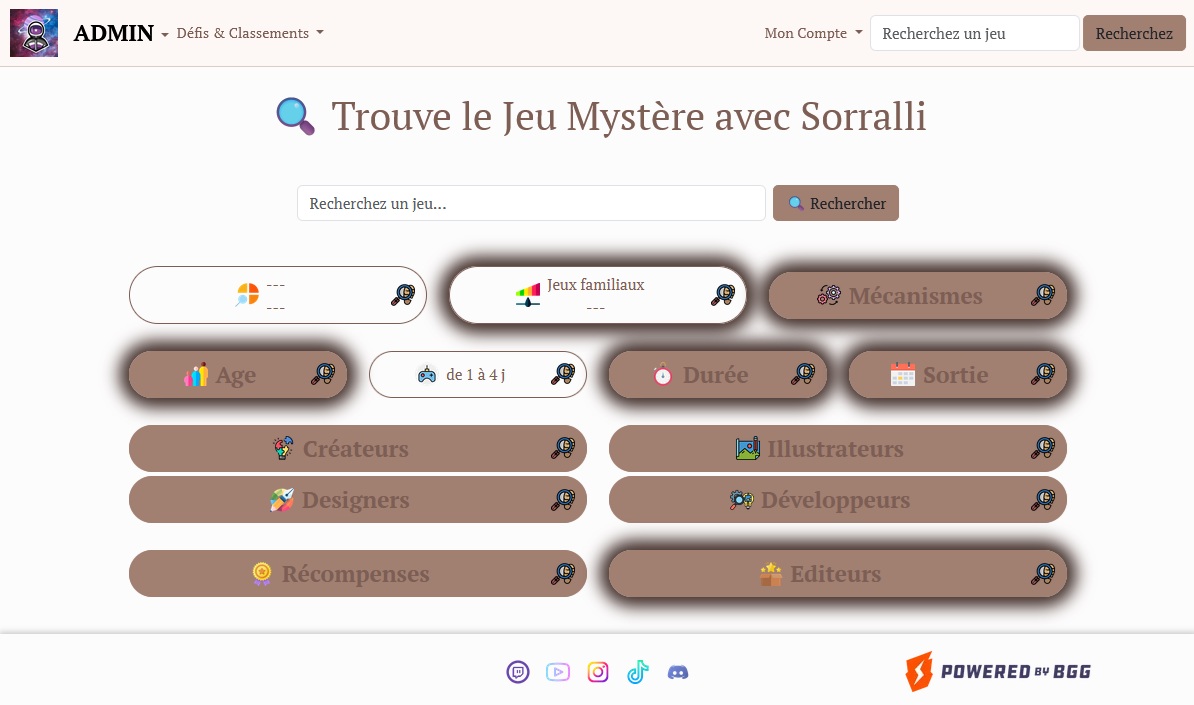 ADMIN Défis & Classements Mon Compte Recherchez un jeu Recherchez
Trouve le Jeu Mystère avec Sorralli
Recherchez un jeu... Rechercher
---
---
Jeux familiaux
---
Mécanismes
Age de 1 à 4 j Durée Sortie
Créateurs Illustrateurs
Designers Développeurs
Récompenses Editeurs
POWERED BY BGG